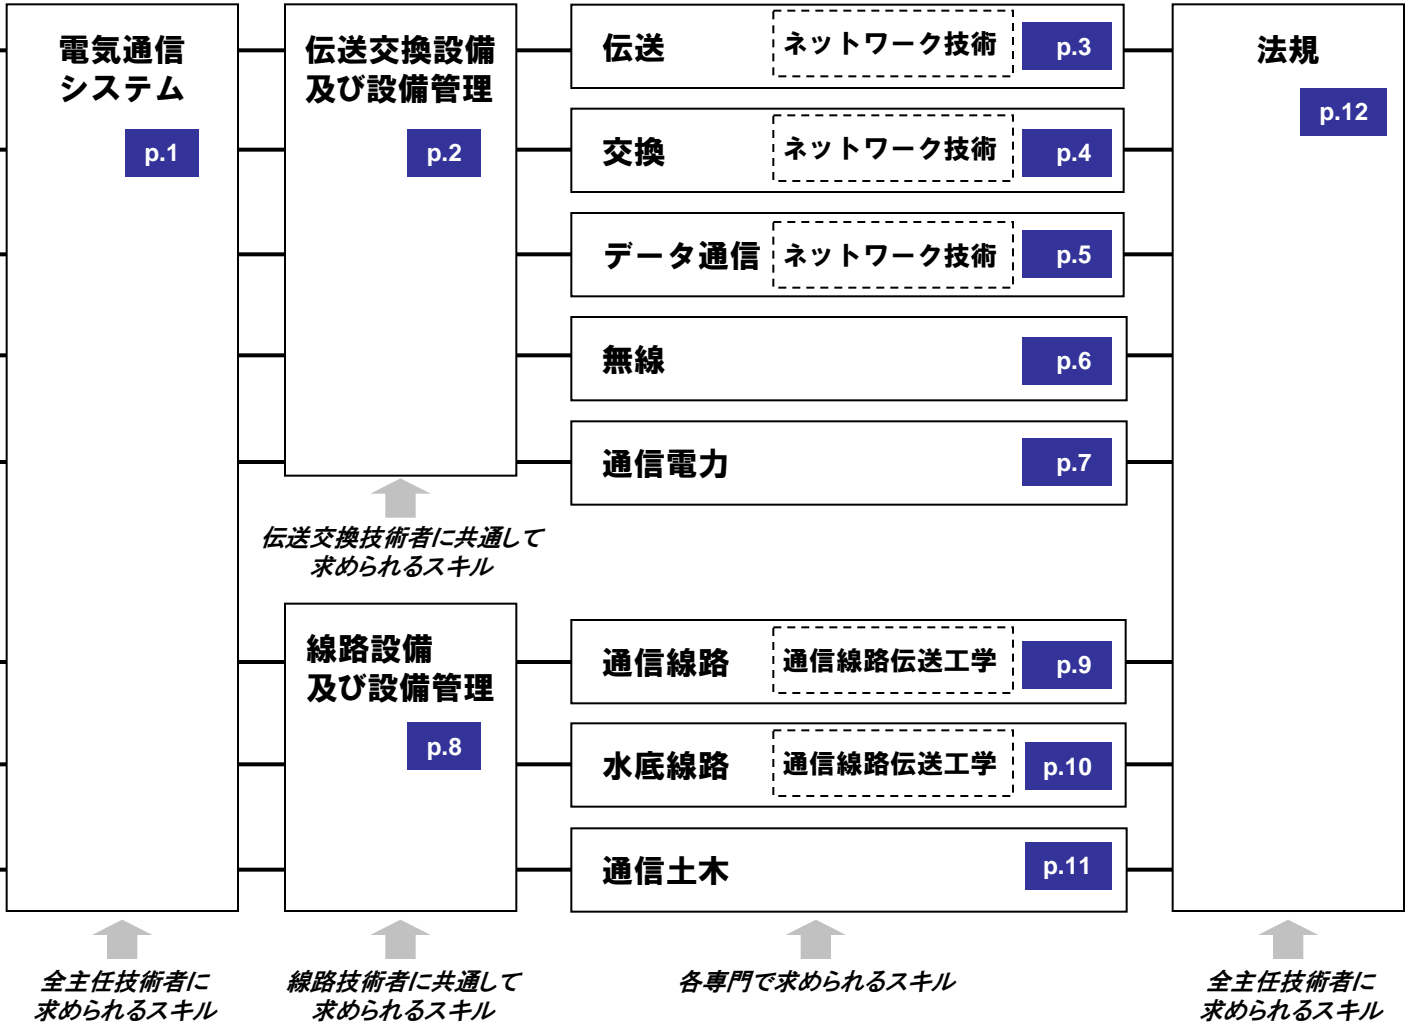 電気通信
システム
p.1
伝送交換設備
及び設備管理
p.2
伝送
ネットワーク技術
p.3
交換
ネットワーク技術
p.4
データ通信
ネットワーク技術
p.5
無線
p.6
通信電力
p.7
法規
p.12
伝送交換技術者に共通して
求められるスキル
線路設備
及び設備管理
p.8
通信線路
通信線路伝送工学
p.9
水底線路
通信線路伝送工学
p.10
通信土木
p.11
全主任技術者に
求められるスキル
線路技術者に共通して
求められるスキル
各専門で求められるスキル
全主任技術者に
求められるスキル